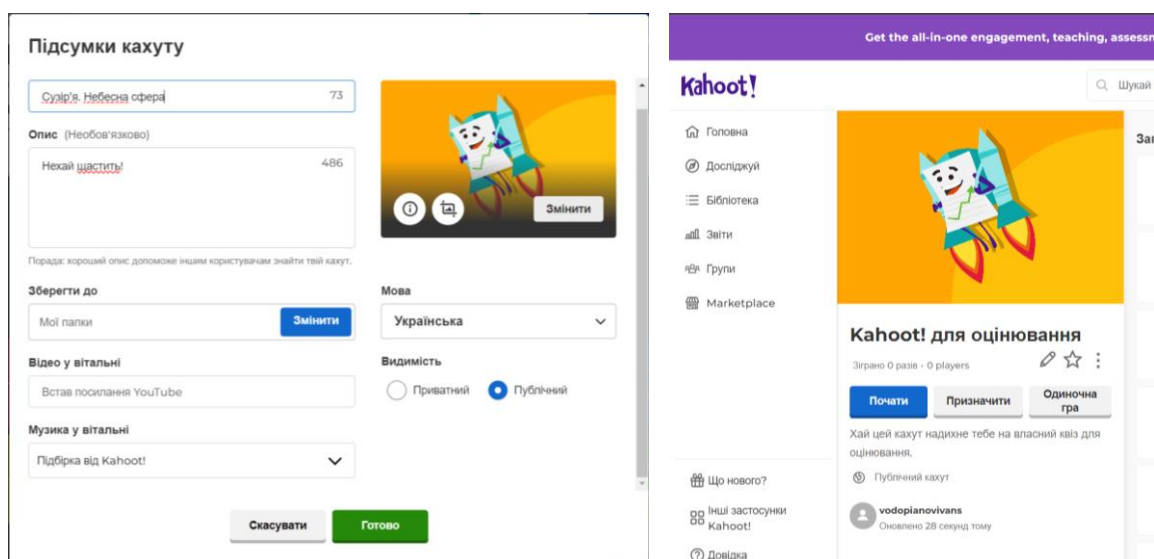 Підсумки кахуту
Сузір'я. Небесна сфера
73
Опис (Необов'язково)
Нехай щастить!
486
Порада: хороший опис допоможе іншим користувачам знайти твій кахут.
Змінити
Зберегти до
Мої папки
Змінити
Мова
Українська
Відео у вітальні
Встав посилання YouTube
Видимість
Приватний
Публічний
Музика у вітальні
Підбірка від Kahoot!
Скасувати
Готово
Get the all-in-one engagement, teaching, assessm
Kahoot!
Шукай
Головна
Досліджуй
Бібліотека
Звіти
Групи
Marketplace
Заг
Kahoot! для оцінювання
Зіграно 0 разів · 0 players
Почати
Призначити
Одиночна
гра
Хай цей кахут надихне тебе на власний квіз для
оцінювання.
Публічний кахут
vodopianovivans
Оновлено 28 секунд тому
Що нового?
Інші застосунки
Kahoot!
Довідка